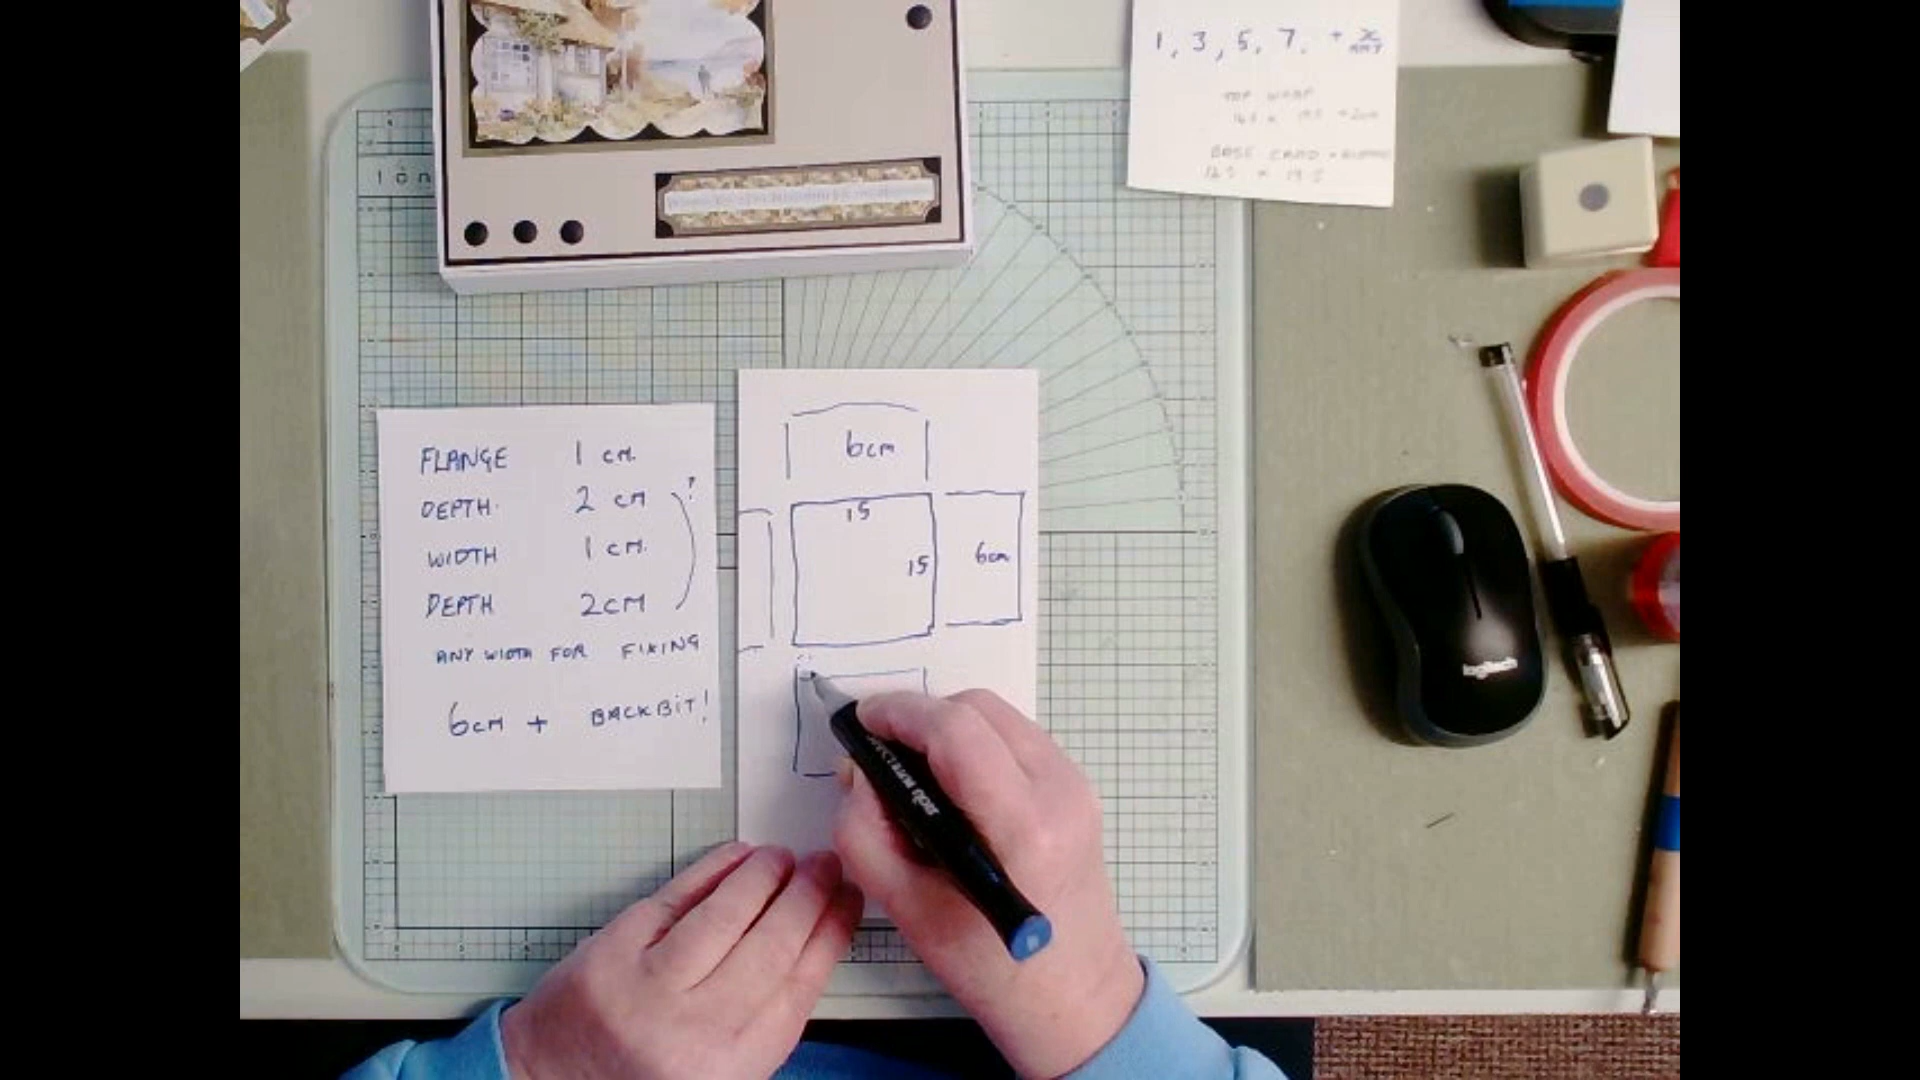 1, 3, 5, 7, + x
ANY
TOP WRAP
BASE CARD
FLANGE 1 CM.
DEPTH. 2 CM ?
WIDTH 1 CM.
DEPTH 2CM
ANY WIDTH FOR FIXING
6CM + BACKBIT!
6cm
15
15
6cm
logitech